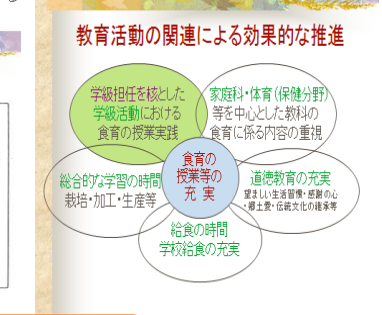 教育活動の関連による効果的な推進
学級担任を核とした
学級活動における
食育の授業実践
家庭科・体育（保健分野）
等を中心とした教科の
食育に係る内容の重視
食育の
授業等の
充 実
総合的な学習の時間
栽培・加工・生産等
道徳教育の充実
望ましい生活習慣・感謝の心
・郷土愛・伝統文化の継承等
給食の時間
学校給食の充実